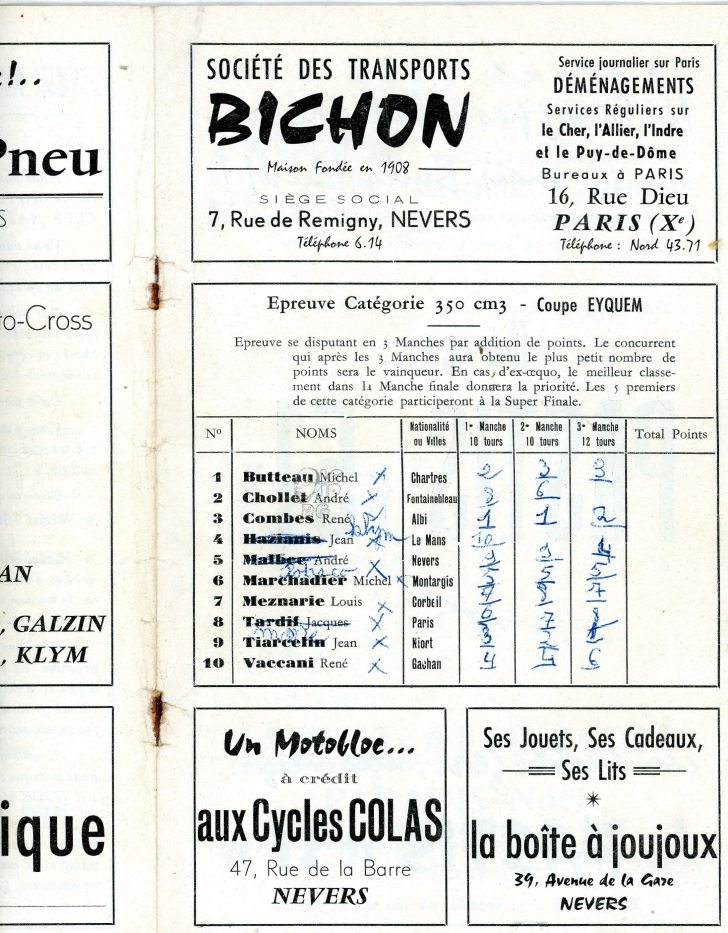 !..
Pneu
S
to-Cross
AN
, GALZIN
, KLYM
ique
SOCIÉTÉ DES TRANSPORTS
BICHON
Maison Fondée en 1908
SIÈGE SOCIAL
7, Rue de Remigny, NEVERS
Téléphone 6.14
Service journalier sur Paris
DÉMÉNAGEMENTS
Services Réguliers sur
le Cher, l'Allier, l'Indre
et le Puy-de-Dôme
Bureaux à PARIS
16, Rue Dieu
PARIS (Xe)
Téléphone : Nord 43.71
Epreuve Catégorie 350 cm3 - Coupe EYQUEM
Epreuve se disputant en 3 Manches par addition de points. Le concurrent
qui après les 3 Manches aura obtenu le plus petit nombre de
points sera le vainqueur. En cas, d'ex-œquo, le meilleur classe-
ment dans la Manche finale donnera la priorité. Les 5 premiers
de cette catégorie participeront à la Super Finale.
No NOMS Nationalité ou Villes 1e Manche 10 tours 2e Manche 10 tours 3e Manche 12 tours Total Points
1 Butteau Michel X Chartres 2 3 3
2 Chollet André X Fontainebleau 6
3 Combes René X Albi 1 1 2
klym
4 Hazianis Jean X Le Mans
5 Malbec André Nevers
6 Marchadier Michel X Montargis
7 Meznarie Louis X Corbeil
8 Tardif Jacques X Paris
9 Tiarcelin Jean X Niort
10 Vaccani René X Gachan 4 6
Un Motobloc...
à crédit
aux Cycles COLAS
47, Rue de la Barre
NEVERS
Ses Jouets, Ses Cadeaux,
Ses Lits
la boîte à joujoux
39, Avenue de la Gare
NEVERS